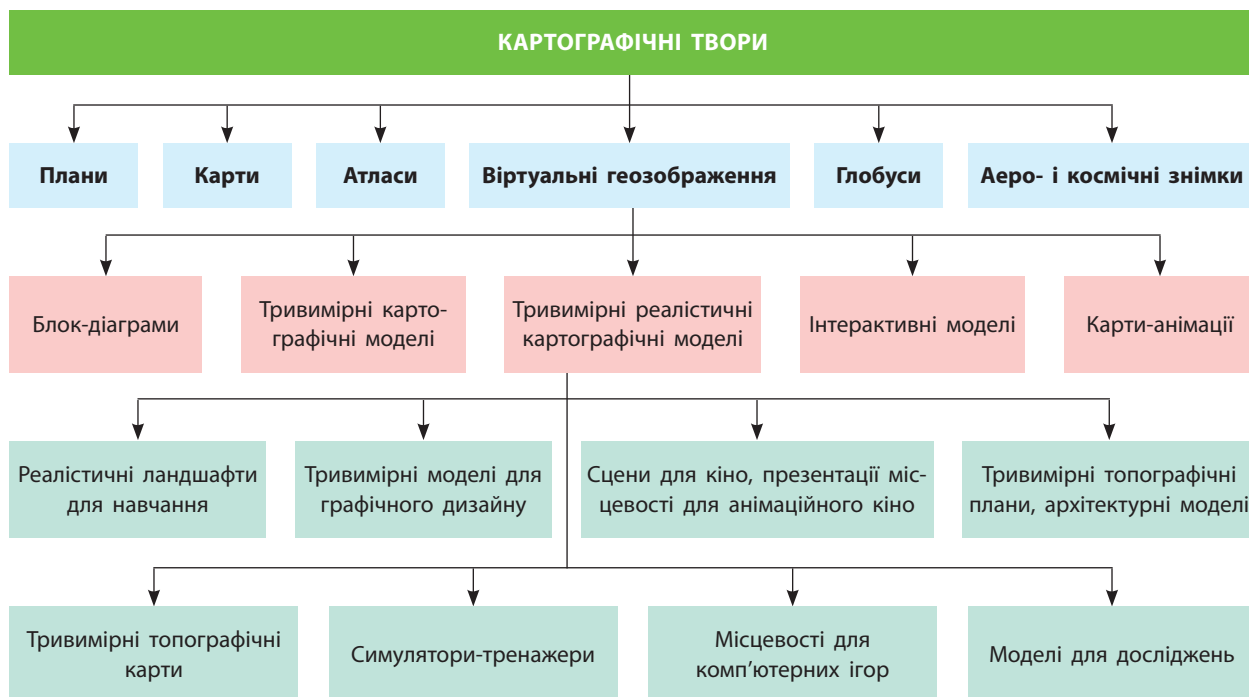 КАРТОГРАФІЧНІ ТВОРИ
Плани
Карти
Атласи
Віртуальні геозображення
Глобуси
Аеро- і космічні знімки
Блок-діаграми
Тривимірні карто-
графічні моделі
Тривимірні реалістичні
картографічні моделі
Інтерактивні моделі
Карти-анімації
Реалістичні ландшафти
для навчання
Тривимірні моделі для
графічного дизайну
Сцени для кіно, презентації міс-
цевості для анімаційного кіно
Тривимірні топографічні
плани, архітектурні моделі
Тривимірні топографічні
карти
Симулятори-тренажери
Місцевості для
комп’ютерних ігор
Моделі для досліджень